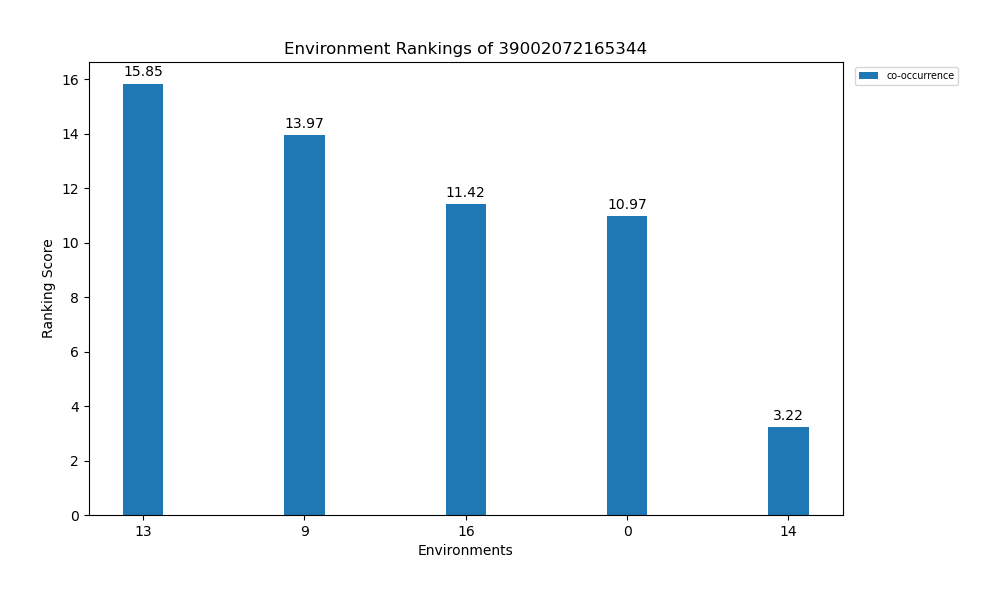 Environment Rankings of 39002072165344
co-occurrence
15.85
13.97
11.42
10.97
3.22
16
14
12
10
8
6
4
2
0
Ranking Score
13 9 16 0 14
Environments